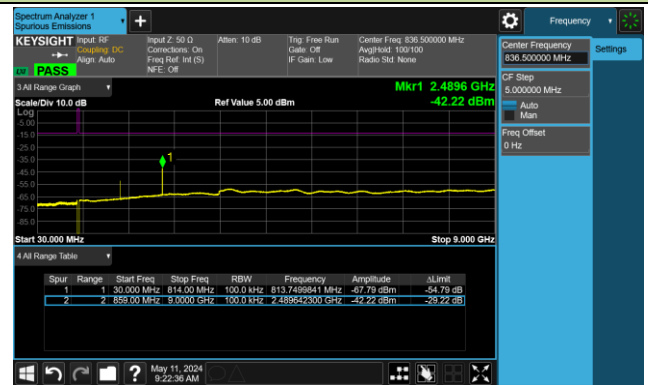 Spectrum Analyzer 1
Spurious Emissions
Frequency
KEYSIGHT Input: RF
Coupling: DC
Align: Auto
Input Z: 50 Ω
Corrections: On
Freq Ref: Int (S)
NFE: Off
Atten: 10 dB
Trig: Free Run
Gate: Off
IF Gain: Low
Center Freq: 836.500000 MHz
Avg|Hold: 100/100
Radio Std: None
PASS
Center Frequency
836.500000 MHz
Settings
CF Step
5.000000 MHz
Auto
Man
Freq Offset
0 Hz
3 All Range Graph
Mkr1 2.4896 GHz
Scale/Div 10.0 dB
Ref Value 5.00 dBm
-42.22 dBm
Log
-5.00
-15.0
-25.0
-35.0
-45.0
-55.0
-65.0
-75.0
-85.0
1
Start 30.000 MHz
Stop 9.000 GHz
4 All Range Table
Spur Range Start Freq Stop Freq RBW Frequency Amplitude ΔLimit
1 1 30.000 MHz 814.00 MHz 100.0 kHz 813.7499841 MHz -67.79 dBm -54.79 dB
2 2 859.00 MHz 9.0000 GHz 100.0 kHz 2.489642300 GHz -42.22 dBm -29.22 dB
?
May 11, 2024
9:22:36 AM